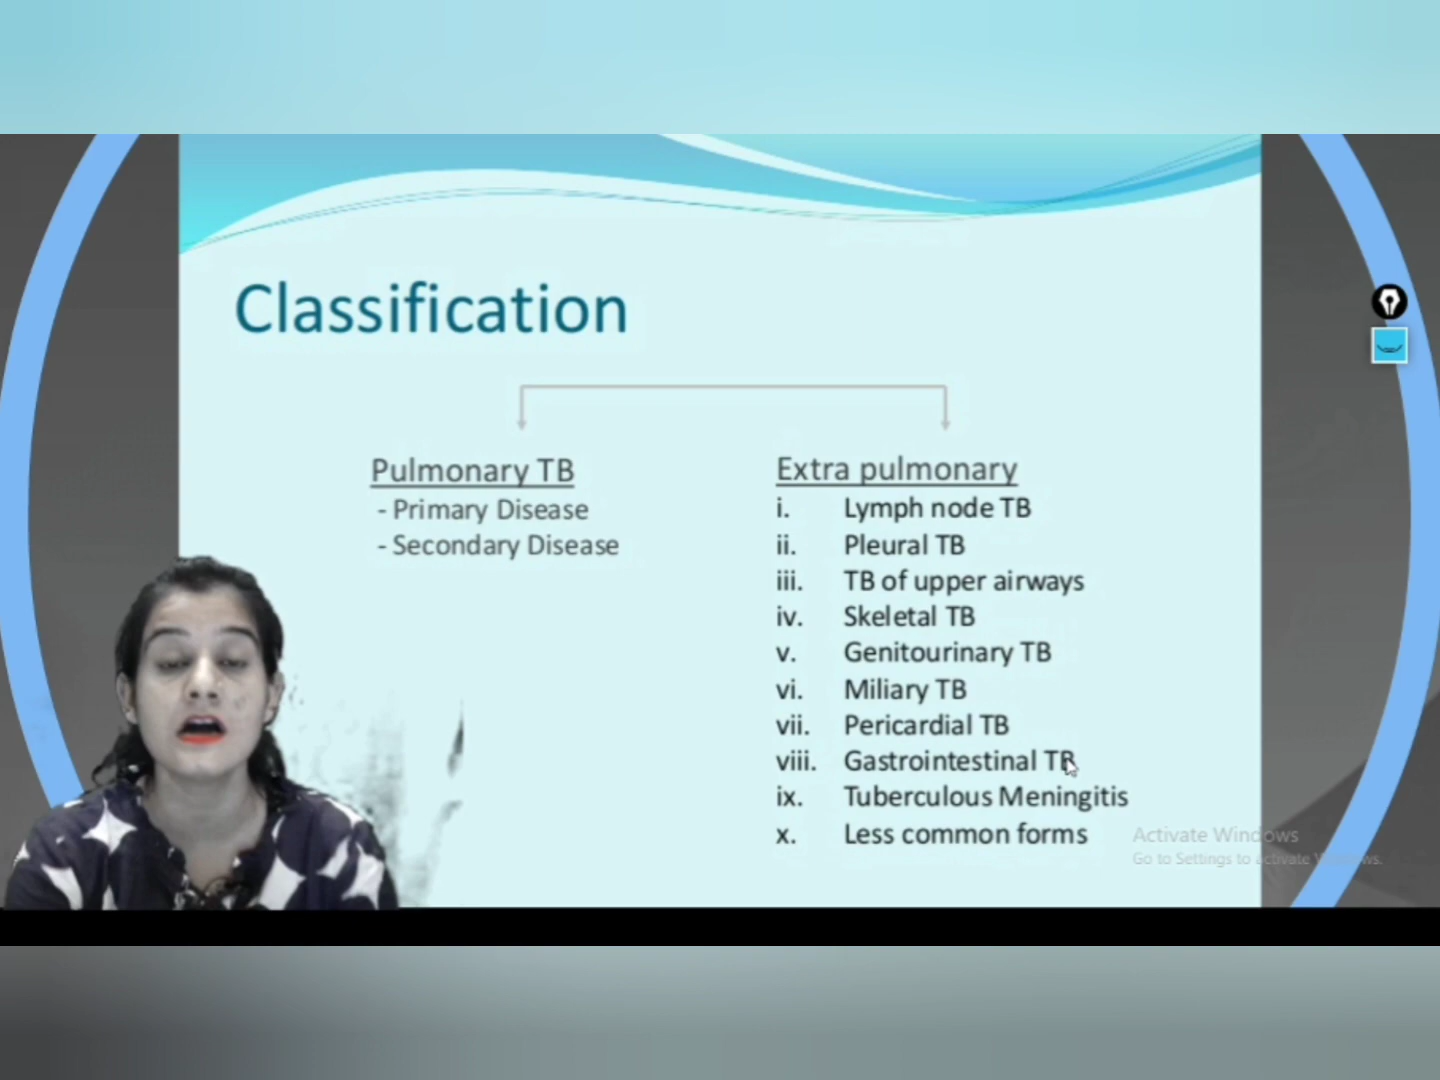 Classification
Pulmonary TB
- Primary Disease
- Secondary Disease
Extra pulmonary
i. Lymph node TB
ii. Pleural TB
iii. TB of upper airways
iv. Skeletal TB
v. Genitourinary TB
vi. Miliary TB
vii. Pericardial TB
viii. Gastrointestinal TB
ix. Tuberculous Meningitis
x. Less common forms
Activate Windows
Go to Settings to activate Windows.